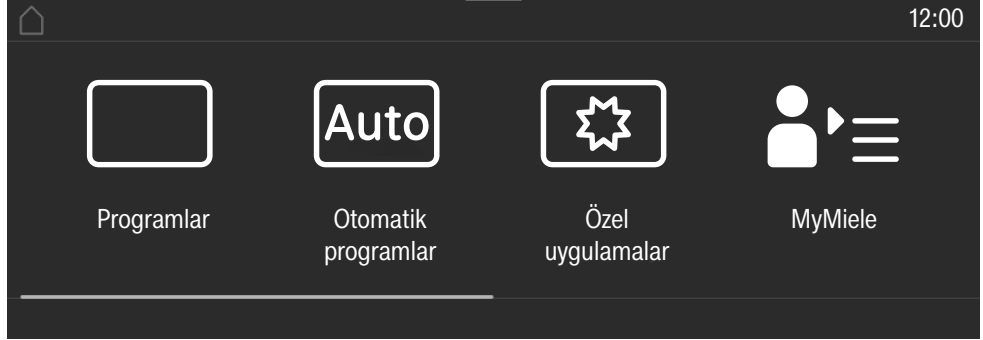 12:00
Auto
Programlar
Otomatik
programlar
Özel
uygulamalar
MyMiele